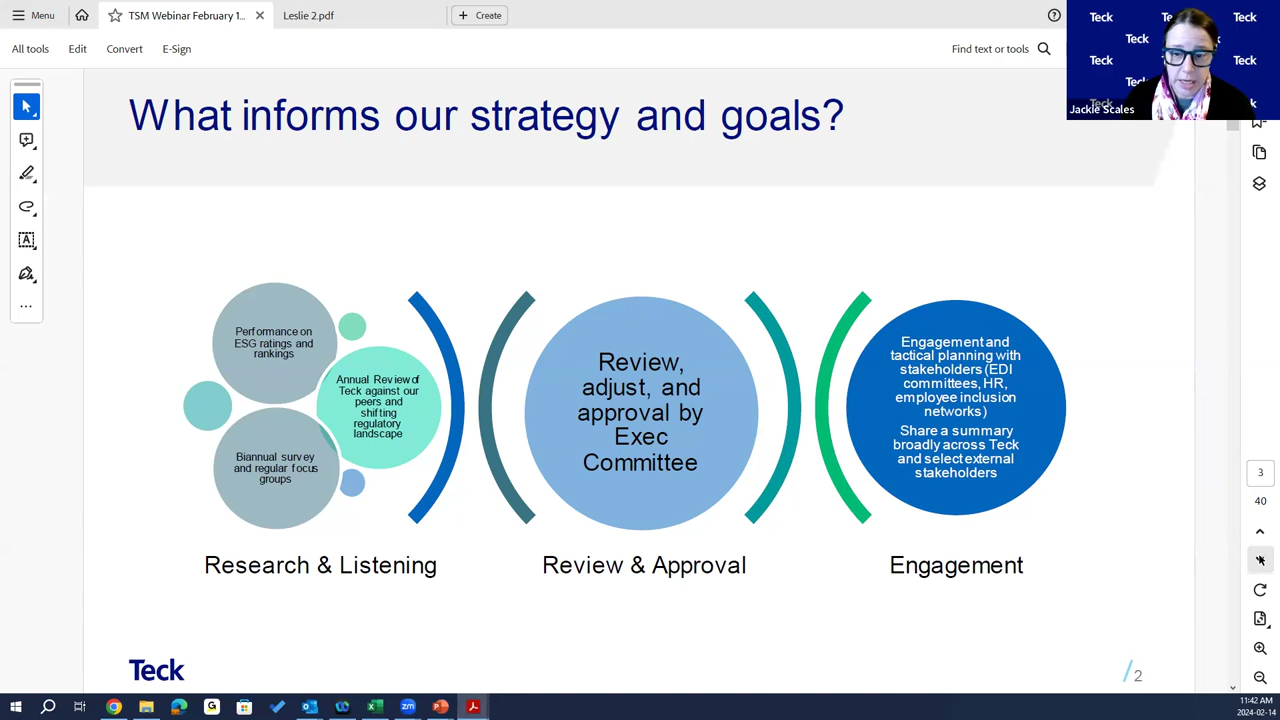 Menu
TSM Webinar February 1...
Leslie 2.pdf
Create
All tools
Edit
Convert
E-Sign
Find text or tools
Teck
Teck
Teck
Teck
Teck
Jackie Scales
What informs our strategy and goals?
Performance on
ESG ratings and
rankings
Annual Review of
Teck against our
peers and
shifting
regulatory
landscape
Biannual survey
and regular focus
groups
Review,
adjust, and
approval by
Exec
Committee
Engagement and
tactical planning with
stakeholders (EDI
committees, HR,
employee inclusion
networks)
Share a summary
broadly across Teck
and select external
stakeholders
Research & Listening
Review & Approval
Engagement
Teck
/2
3
40
11:42 AM
2024-02-14